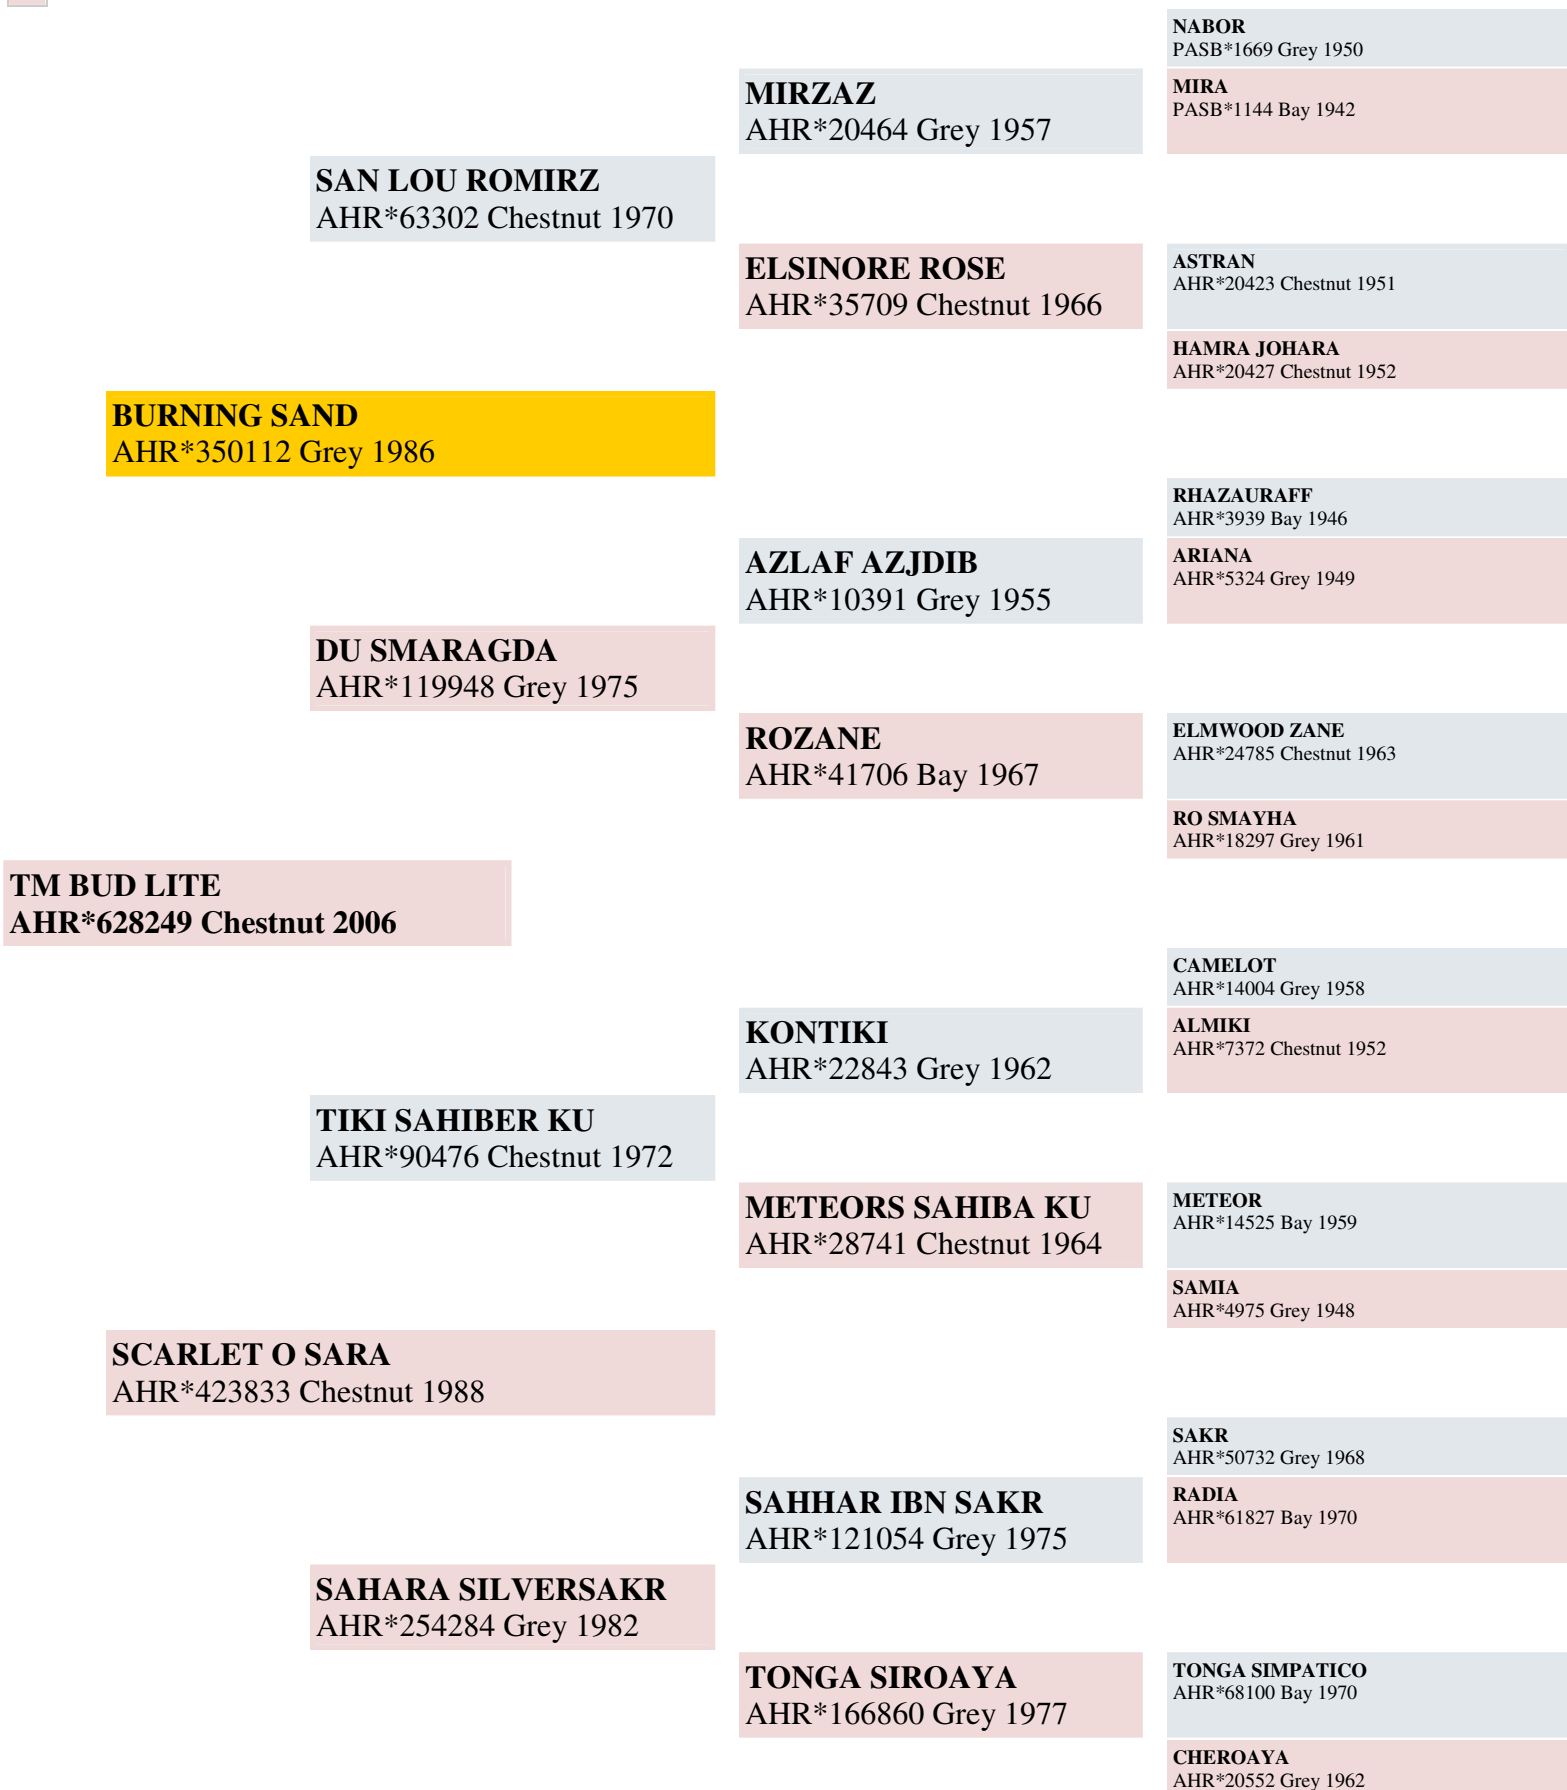 NABOR
PASB*1669 Grey 1950
MIRZAZ
AHR*20464 Grey 1957
MIRA
PASB*1144 Bay 1942
SAN LOU ROMIRZ
AHR*63302 Chestnut 1970
ELSINORE ROSE
AHR*35709 Chestnut 1966
ASTRAN
AHR*20423 Chestnut 1951
HAMRA JOHARA
AHR*20427 Chestnut 1952
BURNING SAND
AHR*350112 Grey 1986
RHAZAURAFF
AHR*3939 Bay 1946
AZLAF AZJDIB
AHR*10391 Grey 1955
ARIANA
AHR*5324 Grey 1949
DU SMARAGDA
AHR*119948 Grey 1975
ROZANE
AHR*41706 Bay 1967
ELMWOOD ZANE
AHR*24785 Chestnut 1963
RO SMAYHA
AHR*18297 Grey 1961
TM BUD LITE
AHR*628249 Chestnut 2006
CAMELOT
AHR*14004 Grey 1958
KONTIKI
AHR*22843 Grey 1962
ALMIKI
AHR*7372 Chestnut 1952
TIKI SAHIBER KU
AHR*90476 Chestnut 1972
METEORS SAHIBA KU
AHR*28741 Chestnut 1964
METEOR
AHR*14525 Bay 1959
SAMIA
AHR*4975 Grey 1948
SCARLET O SARA
AHR*423833 Chestnut 1988
SAKR
AHR*50732 Grey 1968
SAHHAR IBN SAKR
AHR*121054 Grey 1975
RADIA
AHR*61827 Bay 1970
SAHARA SILVERSAKR
AHR*254284 Grey 1982
TONGA SIROAYA
AHR*166860 Grey 1977
TONGA SIMPATICO
AHR*68100 Bay 1970
CHEROAYA
AHR*20552 Grey 1962